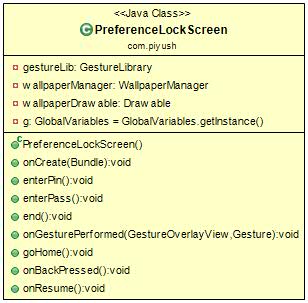 <<Java Class>>
C PreferenceLockScreen
com.piyush
gestureLib: GestureLibrary
wallpaperManager: WallpaperManager
wallpaperDrawable: Drawable
g: GlobalVariables = GlobalVariables.getInstance()
C PreferenceLockScreen()
onCreate(Bundle):void
enterPin():void
enterPass():void
end():void
onGesturePerformed(GestureOverlayView,Gesture):void
goHome():void
onBackPressed():void
onResume():void